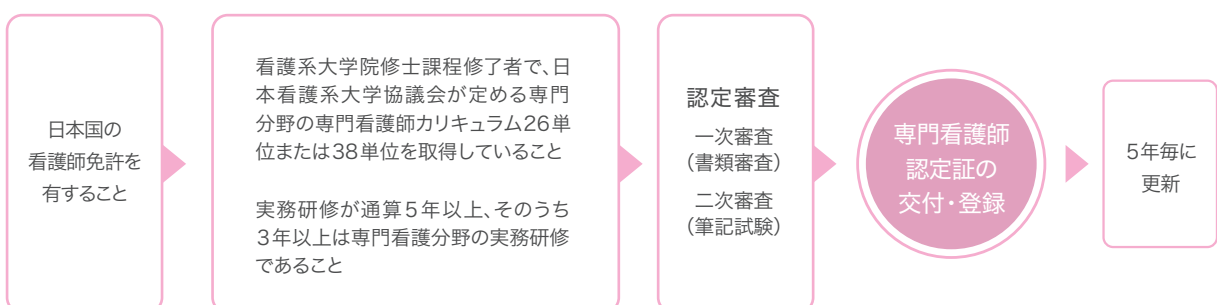 日本国の
看護師免許を
有すること
看護系大学院修士課程修了者で、日
本看護系大学協議会が定める専門
分野の専門看護師カリキュラム26単
位または38単位を取得していること
実務研修が通算5年以上、そのうち
3年以上は専門看護分野の実務研修
であること
認定審査
一次審査
(書類審査)
二次審査
(筆記試験)
専門看護師
認定証の
交付・登録
5年毎に
更新